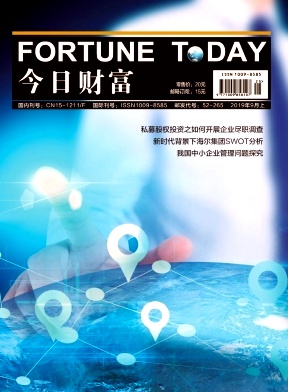 FORTUNE TODAY
今日财富
零售价：20元
邮局订阅：15元
ISSN 1009-8585
国内刊号：CN15-1211/F 国际刊号：ISSN1009-8585 邮发代号：52-265 2019年9月上
私募股权投资之如何开展企业尽职调查
新时代背景下海尔集团SWOT分析
我国中小企业管理问题探究